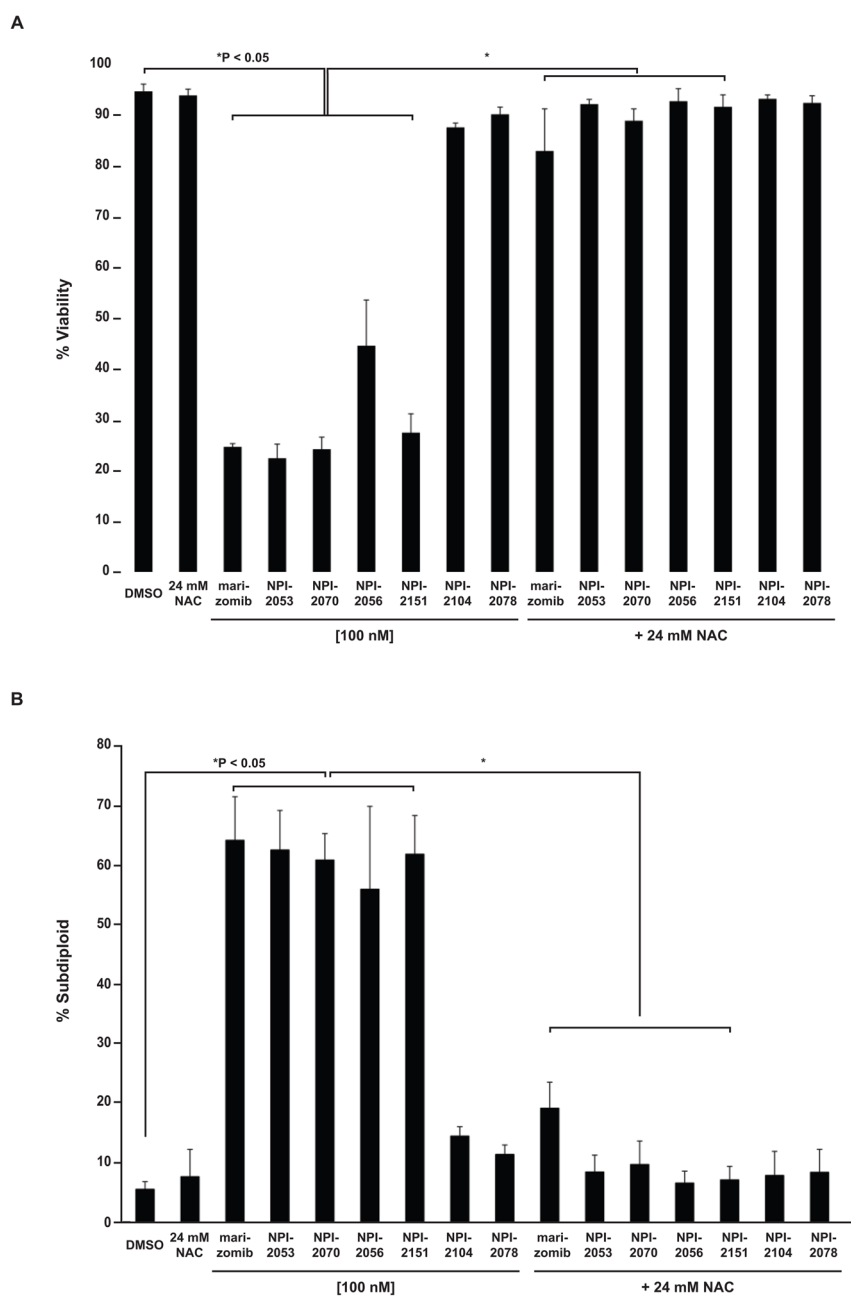 A
*P < 0.05
*
100
90
80
70
60
50
40
30
20
10
0
% Viability
DMSO
24 mM
NAC
mari-
zomib
NPI-
2053
NPI-
2070
NPI-
2056
NPI-
2151
NPI-
2104
NPI-
2078
mari-
zomib
NPI-
2053
NPI-
2070
NPI-
2056
NPI-
2151
NPI-
2104
NPI-
2078
[100 nM]
+ 24 mM NAC
B
*P < 0.05
*
80
70
60
50
40
30
20
10
0
% Subdiploid
DMSO
24 mM
NAC
mari-
zomib
NPI-
2053
NPI-
2070
NPI-
2056
NPI-
2151
NPI-
2104
NPI-
2078
mari-
zomib
NPI-
2053
NPI-
2070
NPI-
2056
NPI-
2151
NPI-
2104
NPI-
2078
[100 nM]
+ 24 mM NAC